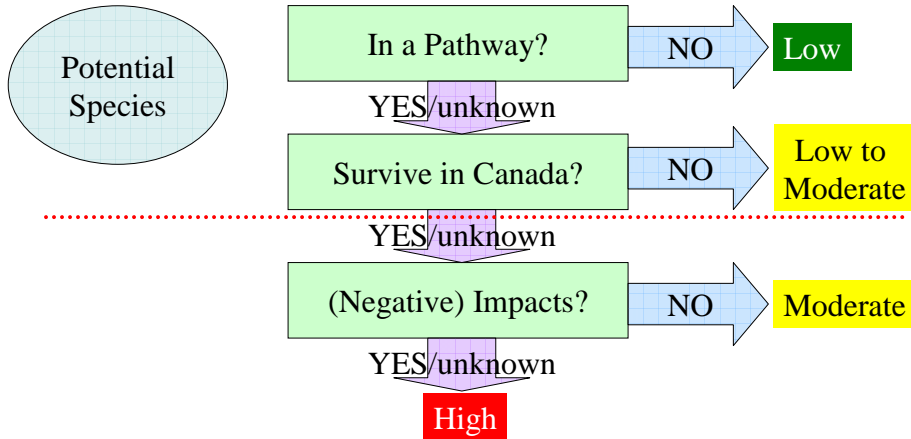 Potential
Species
In a Pathway?
NO
Low
YES/unknown
Survive in Canada?
NO
Low to
Moderate
YES/unknown
(Negative) Impacts?
NO
Moderate
YES/unknown
High